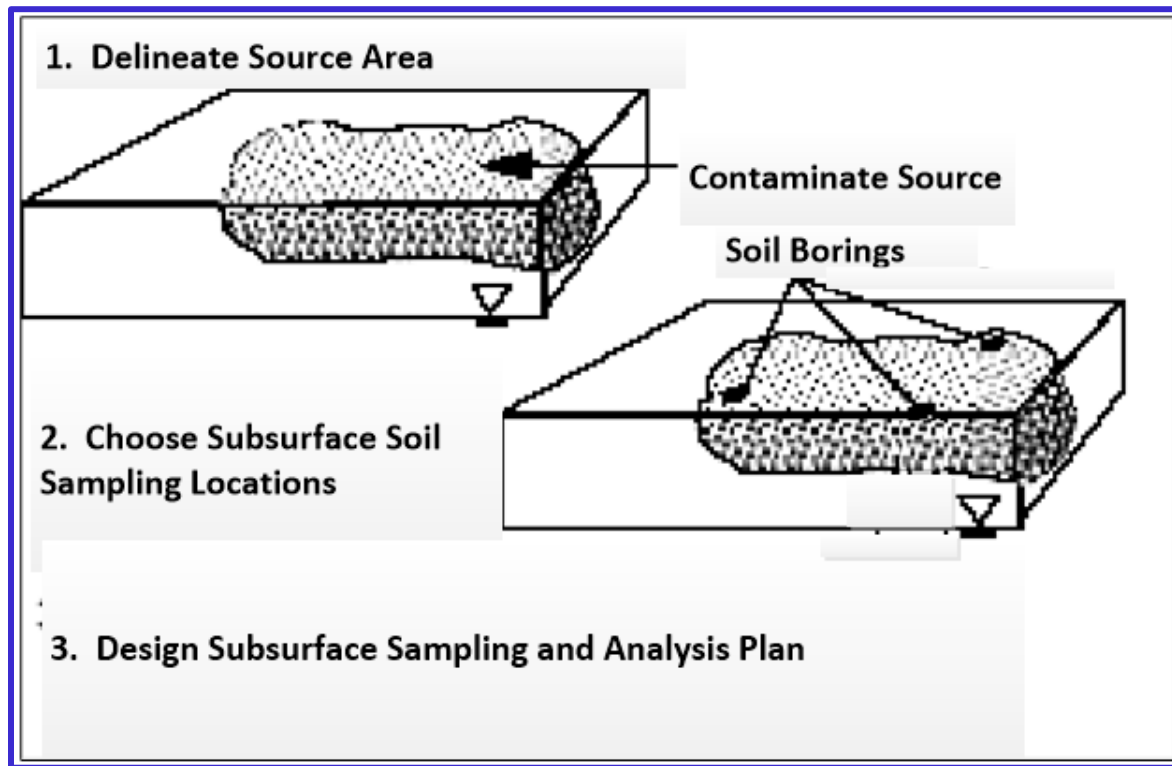 1. Delineate Source Area
Contaminate Source
Soil Borings
2. Choose Subsurface Soil
Sampling Locations
3. Design Subsurface Sampling and Analysis Plan